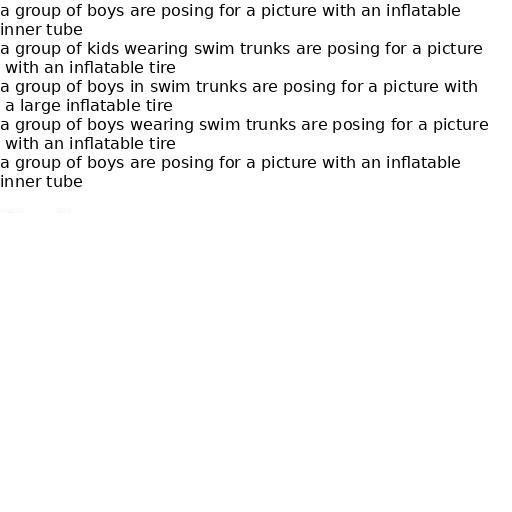 a group of boys are posing for a picture with an inflatable
inner tube
a group of kids wearing swim trunks are posing for a picture
with an inflatable tire
a group of boys in swim trunks are posing for a picture with
a large inflatable tire
a group of boys wearing swim trunks are posing for a picture
with an inflatable tire
a group of boys are posing for a picture with an inflatable
inner tube